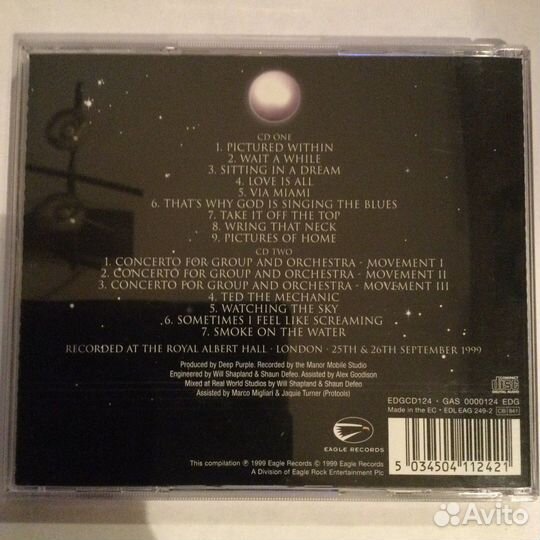 CD ONE
1. PICTURED WITHIN
2. WAIT A WHILE
3. SITTING IN A DREAM
4. LOVE IS ALL
5. VIA MIAMI
6. THAT'S WHY GOD IS SINGING THE BLUES
7. TAKE IT OFF THE TOP
8. WRING THAT NECK
9. PICTURES OF HOME
CD TWO
1. CONCERTO FOR GROUP AND ORCHESTRA - MOVEMENT I
2. CONCERTO FOR GROUP AND ORCHESTRA - MOVEMENT II
3. CONCERTO FOR GROUP AND ORCHESTRA - MOVEMENT III
4. TED THE MECHANIC
5. WATCHING THE SKY
6. SOMETIMES I FEEL LIKE SCREAMING
7. SMOKE ON THE WATER
RECORDED AT THE ROYAL ALBERT HALL · LONDON · 25TH & 26TH SEPTEMBER 1999
Produced by Deep Purple. Recorded by the Manor Mobile Studio
Engineered by Will Shapland & Shaun Defeo. Assisted by Alex Goodison
Mixed at Real World Studios by Will Shapland & Shaun Defeo
Assisted by Marco Migliari & Jaquie Turner (Protools)
COMPACT
disc
DIGITAL AUDIO
EDGCD124 · GAS 0000124 EDG
Made in the EC · EDL EAG 249-2 CB 841
EAGLE RECORDS
This compilation ℗ 1999 Eagle Records © 1999 Eagle Records
A Division of Eagle Rock Entertainment Plc
5 034504 112421
Avito